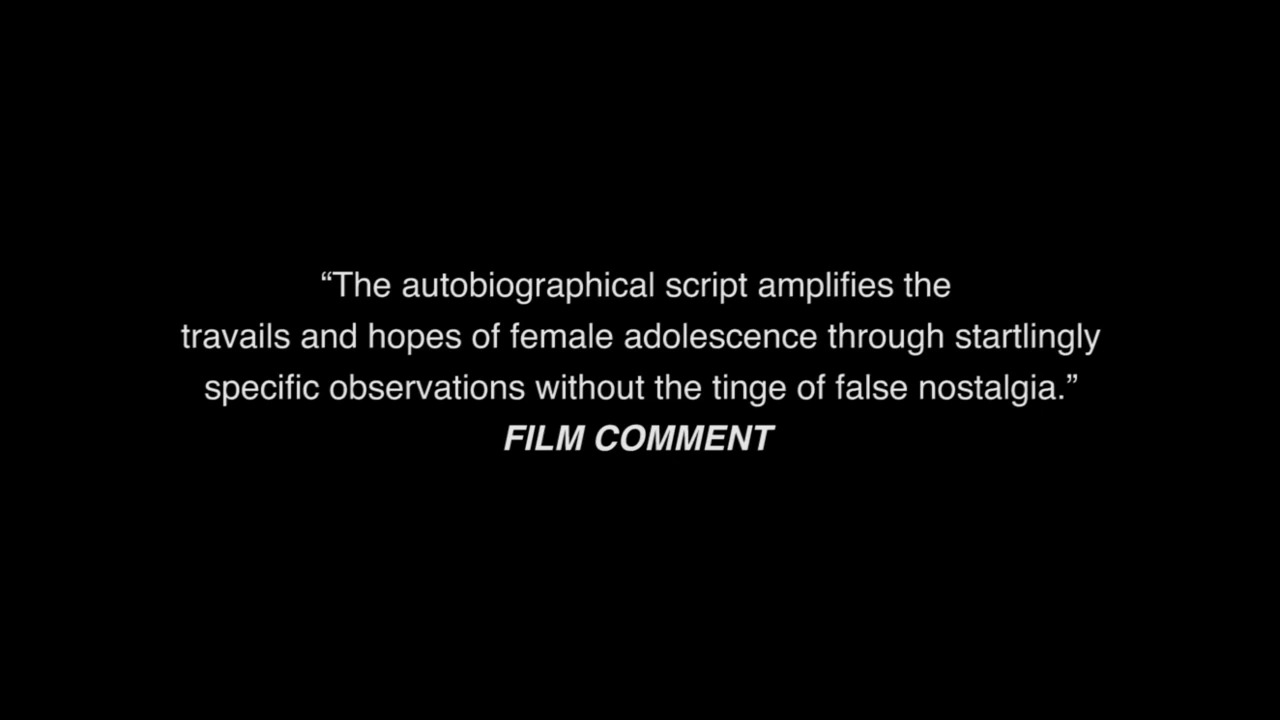 “The autobiographical script amplifies the
travails and hopes of female adolescence through startlingly
specific observations without the tinge of false nostalgia.”
FILM COMMENT